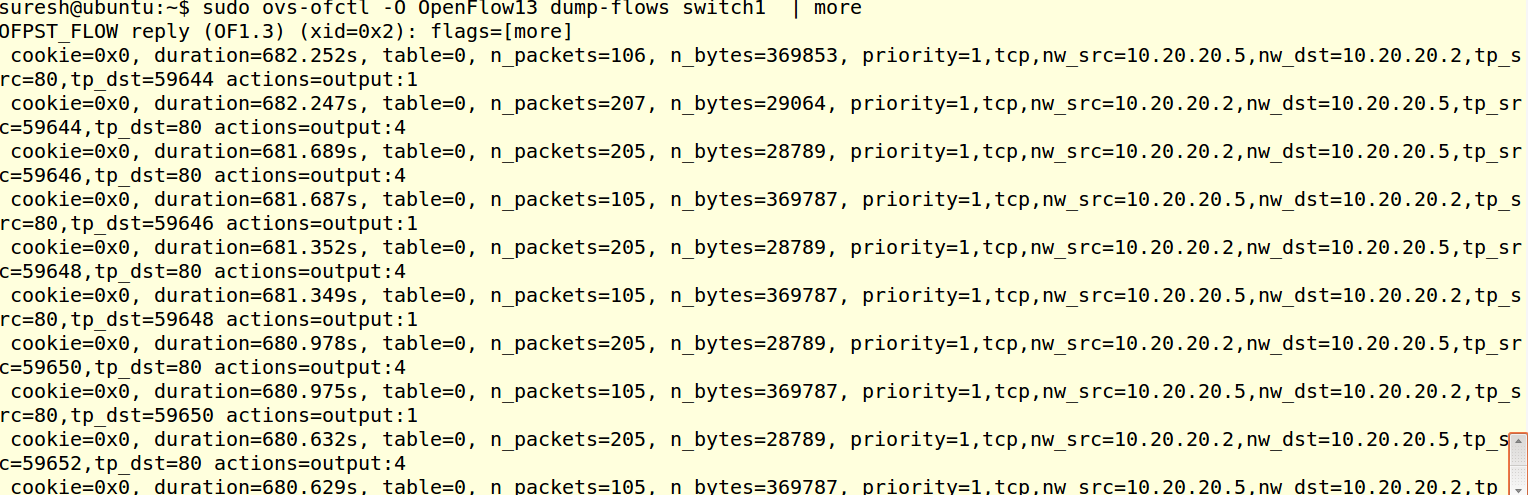 suresh@ubuntu:~$ sudo ovs-ofctl -O OpenFlow13 dump-flows switch1  | more
OFPST_FLOW reply (OF1.3) (xid=0x2): flags=[more]
 cookie=0x0, duration=682.252s, table=0, n_packets=106, n_bytes=369853, priority=1,tcp,nw_src=10.20.20.5,nw_dst=10.20.20.2,tp_s
rc=80,tp_dst=59644 actions=output:1
 cookie=0x0, duration=682.247s, table=0, n_packets=207, n_bytes=29064, priority=1,tcp,nw_src=10.20.20.2,nw_dst=10.20.20.5,tp_sr
c=59644,tp_dst=80 actions=output:4
 cookie=0x0, duration=681.689s, table=0, n_packets=205, n_bytes=28789, priority=1,tcp,nw_src=10.20.20.2,nw_dst=10.20.20.5,tp_sr
c=59646,tp_dst=80 actions=output:4
 cookie=0x0, duration=681.687s, table=0, n_packets=105, n_bytes=369787, priority=1,tcp,nw_src=10.20.20.5,nw_dst=10.20.20.2,tp_s
rc=80,tp_dst=59646 actions=output:1
 cookie=0x0, duration=681.352s, table=0, n_packets=205, n_bytes=28789, priority=1,tcp,nw_src=10.20.20.2,nw_dst=10.20.20.5,tp_sr
c=59648,tp_dst=80 actions=output:4
 cookie=0x0, duration=681.349s, table=0, n_packets=105, n_bytes=369787, priority=1,tcp,nw_src=10.20.20.5,nw_dst=10.20.20.2,tp_s
rc=80,tp_dst=59648 actions=output:1
 cookie=0x0, duration=680.978s, table=0, n_packets=205, n_bytes=28789, priority=1,tcp,nw_src=10.20.20.2,nw_dst=10.20.20.5,tp_sr
c=59650,tp_dst=80 actions=output:4
 cookie=0x0, duration=680.975s, table=0, n_packets=105, n_bytes=369787, priority=1,tcp,nw_src=10.20.20.5,nw_dst=10.20.20.2,tp_s
rc=80,tp_dst=59650 actions=output:1
 cookie=0x0, duration=680.632s, table=0, n_packets=205, n_bytes=28789, priority=1,tcp,nw_src=10.20.20.2,nw_dst=10.20.20.5,tp_s
c=59652,tp_dst=80 actions=output:4
 cookie=0x0, duration=680.629s, table=0, n_packets=105, n_bytes=369787, priority=1,tcp,nw_src=10.20.20.5,nw_dst=10.20.20.2,tp_